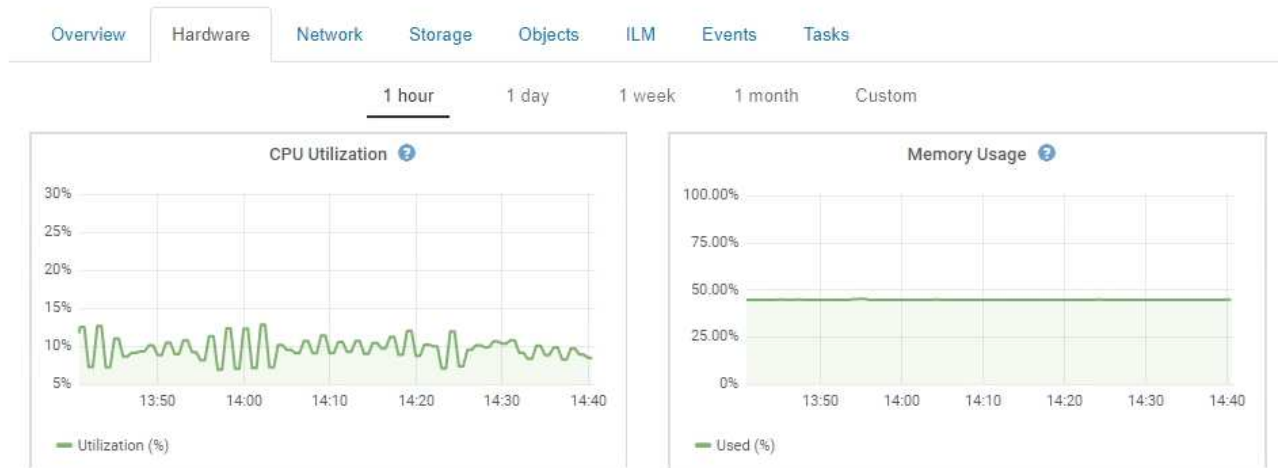 Overview Hardware Network Storage Objects ILM Events Tasks
1 hour 1 day 1 week 1 month Custom
CPU Utilization ?
30%
25%
20%
15%
10%
5%
13:50 14:00 14:10 14:20 14:30 14:40
Utilization (%)
Memory Usage ?
100.00%
75.00%
50.00%
25.00%
0%
13:50 14:00 14:10 14:20 14:30 14:40
Used (%)